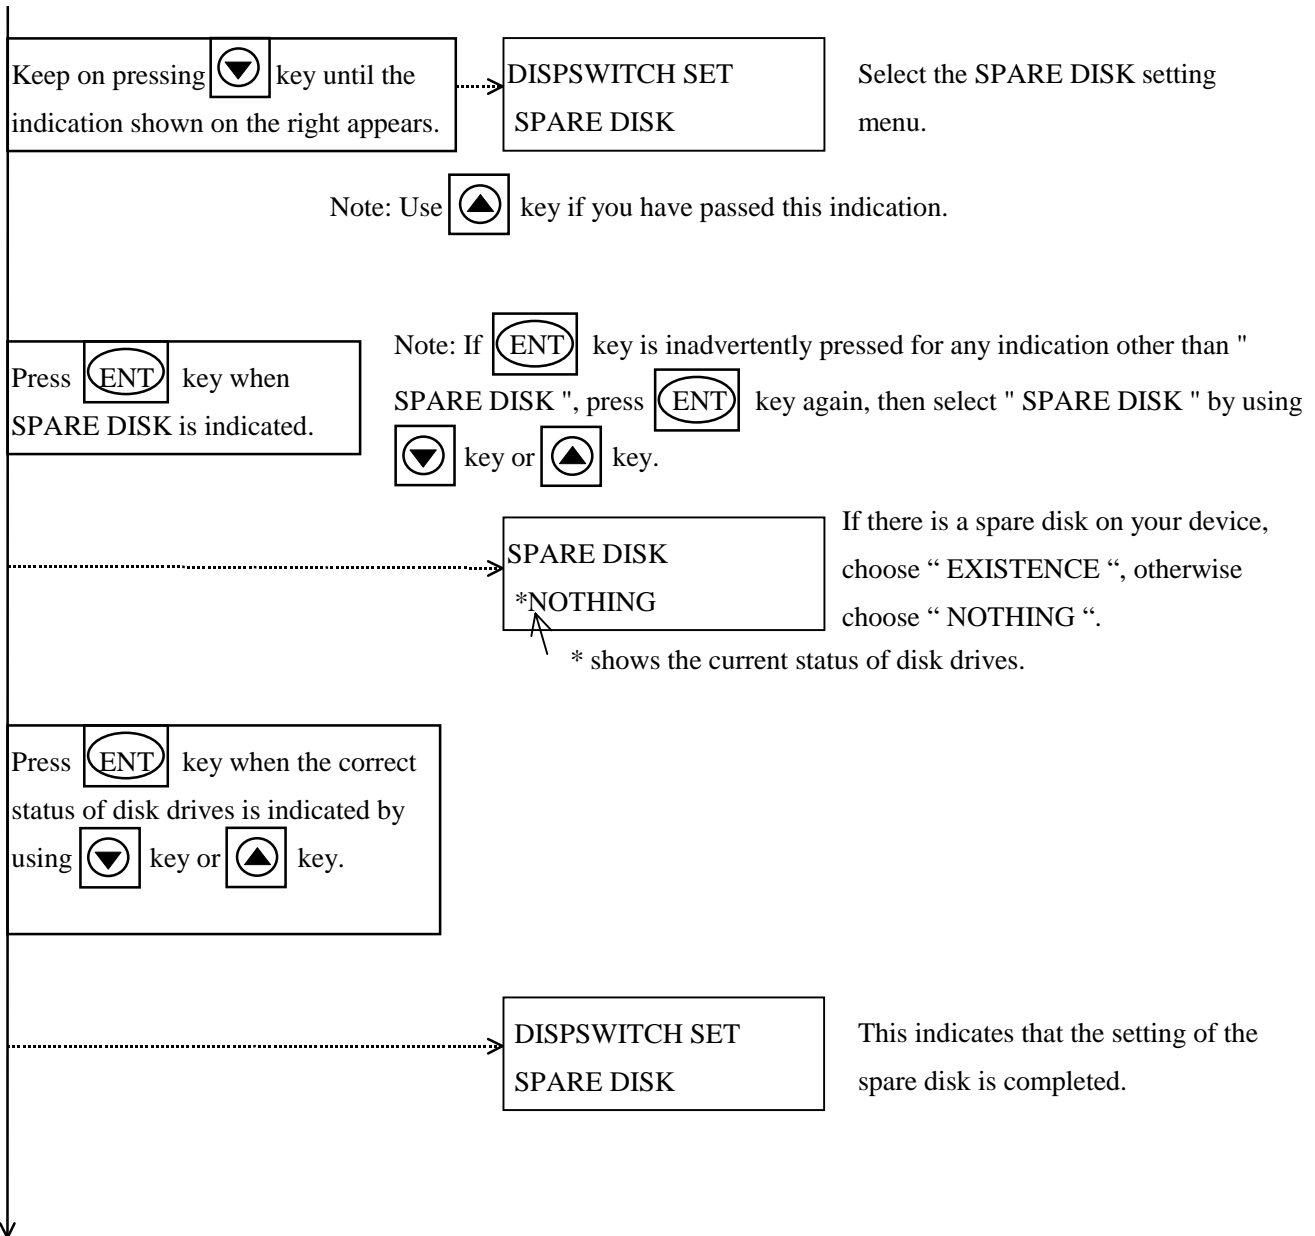 Keep on pressing ▼ key until the
indication shown on the right appears.
DISPSWITCH SET
SPARE DISK
Select the SPARE DISK setting
menu.
Note: Use ▲ key if you have passed this indication.
Press ENT key when
SPARE DISK is indicated.
Note: If ENT key is inadvertently pressed for any indication other than "
SPARE DISK ", press ENT key again, then select " SPARE DISK " by using
▼ key or ▲ key.
SPARE DISK
*NOTHING
If there is a spare disk on your device,
choose “ EXISTENCE “, otherwise
choose “ NOTHING “.
* shows the current status of disk drives.
Press ENT key when the correct
status of disk drives is indicated by
using ▼ key or ▲ key.
DISPSWITCH SET
SPARE DISK
This indicates that the setting of the
spare disk is completed.